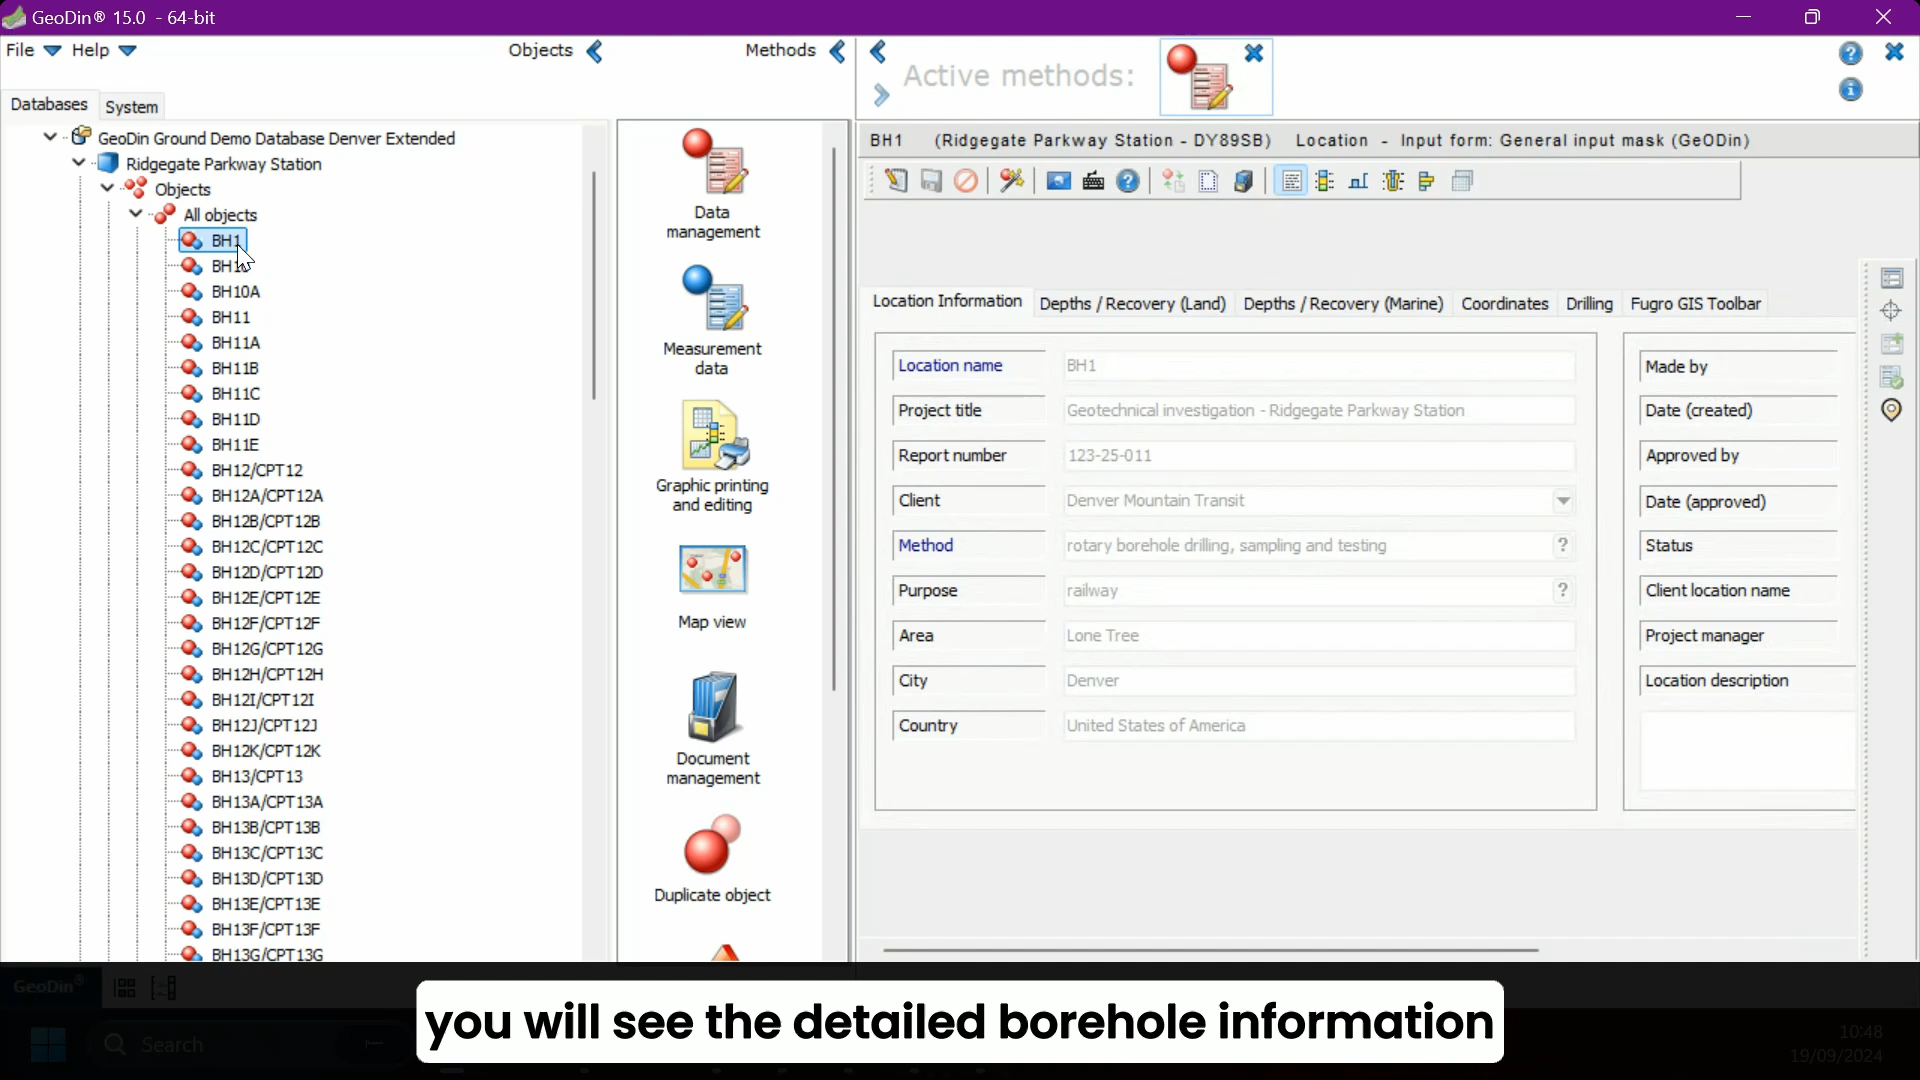 GeoDin® 15.0 - 64-bit
File Help Objects Methods
Active methods:
Databases System
GeoDin Ground Demo Database Denver Extended
Ridgegate Parkway Station
Objects
All objects
BH1
BH10A
BH11
BH11A
BH11B
BH11C
BH11D
BH11E
BH12/CPT12
BH12A/CPT12A
BH12B/CPT12B
BH12C/CPT12C
BH12D/CPT12D
BH12E/CPT12E
BH12F/CPT12F
BH12G/CPT12G
BH12H/CPT12H
BH12I/CPT12I
BH12J/CPT12J
BH12K/CPT12K
BH13/CPT13
BH13A/CPT13A
BH13B/CPT13B
BH13C/CPT13C
BH13D/CPT13D
BH13E/CPT13E
BH13F/CPT13F
BH13G/CPT13G
Data
management
Measurement
data
Graphic printing
and editing
Map view
Document
management
Duplicate object
BH1 (Ridgegate Parkway Station - DY89SB) Location - Input form: General input mask (GeODin)
Location Information Depths / Recovery (Land) Depths / Recovery (Marine) Coordinates Drilling Fugro GIS Toolbar
Location name BH1
Project title Geotechnical investigation - Ridgegate Parkway Station
Report number 123-25-011
Client Denver Mountain Transit
Method rotary borehole drilling, sampling and testing ?
Purpose railway ?
Area Lone Tree
City Denver
Country United States of America
Made by
Date (created)
Approved by
Date (approved)
Status
Client location name
Project manager
Location description
GeoDin®
you will see the detailed borehole information
Search
10:48
19/09/2024